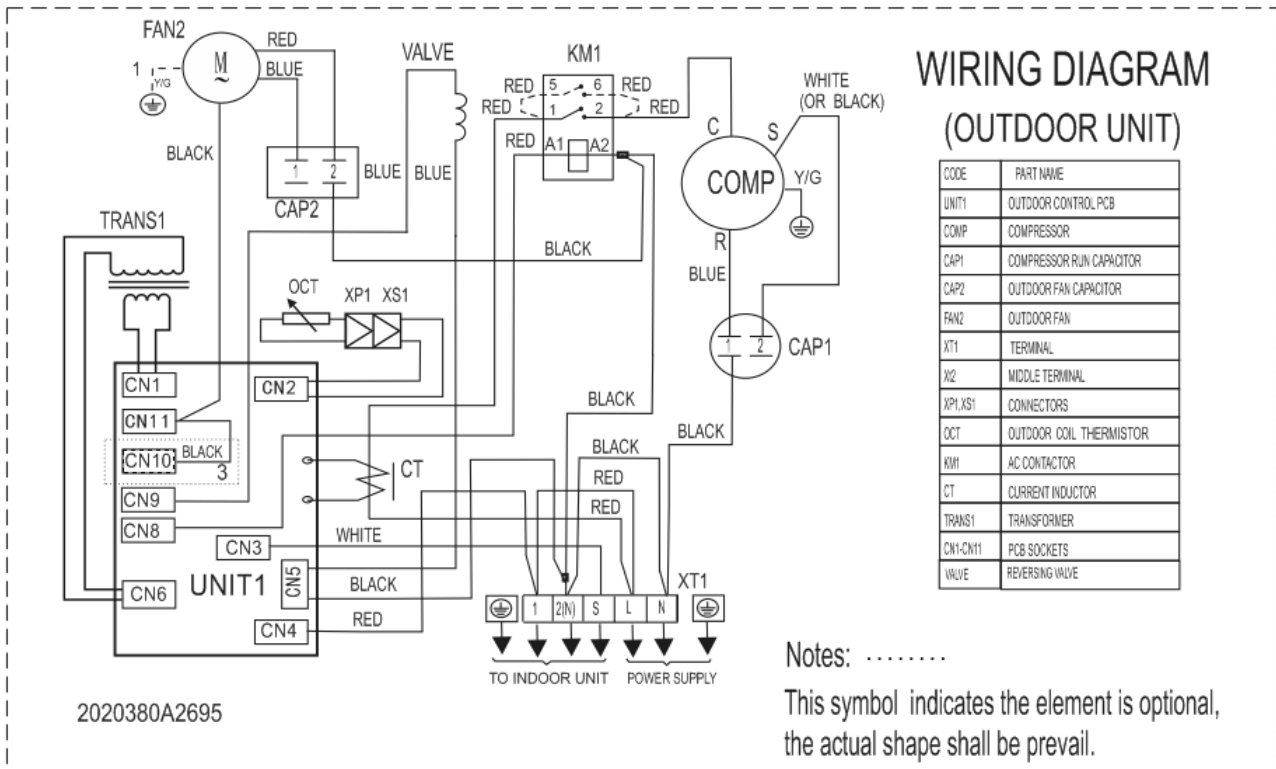 FAN2
RED
BLUE
M
~
1
Y/G
BLACK
1 2
CAP2
BLUE
BLUE
VALVE
KM1
RED 5 6 RED
RED 1 2 RED
RED A1 A2
BLACK
C
S
COMP
R
Y/G
WHITE
(OR BLACK)
BLUE
1 2
CAP1
BLACK
TRANS1
OCT
XP1 XS1
CN1
CN2
CN11
CN10
BLACK
3
CN9
CN8
CT
CN3
WHITE
CN5
CN6
UNIT1
BLACK
CN4
RED
BLACK
RED
RED
XT1
1 2(N) S L N
TO INDOOR UNIT
POWER SUPPLY
2020380A2695
WIRING DIAGRAM
(OUTDOOR UNIT)
CODE PART NAME
UNIT1 OUTDOOR CONTROL PCB
COMP COMPRESSOR
CAP1 COMPRESSOR RUN CAPACITOR
CAP2 OUTDOOR FAN CAPACITOR
FAN2 OUTDOOR FAN
XT1 TERMINAL
Xt2 MIDDLE TERMINAL
XP1,XS1 CONNECTORS
OCT OUTDOOR COIL THERMISTOR
KM1 AC CONTACTOR
CT CURRENT INDUCTOR
TRANS1 TRANSFORMER
CN1-CN11 PCB SOCKETS
VALVE REVERSING VALVE
Notes: ........
This symbol indicates the element is optional,
the actual shape shall be prevail.